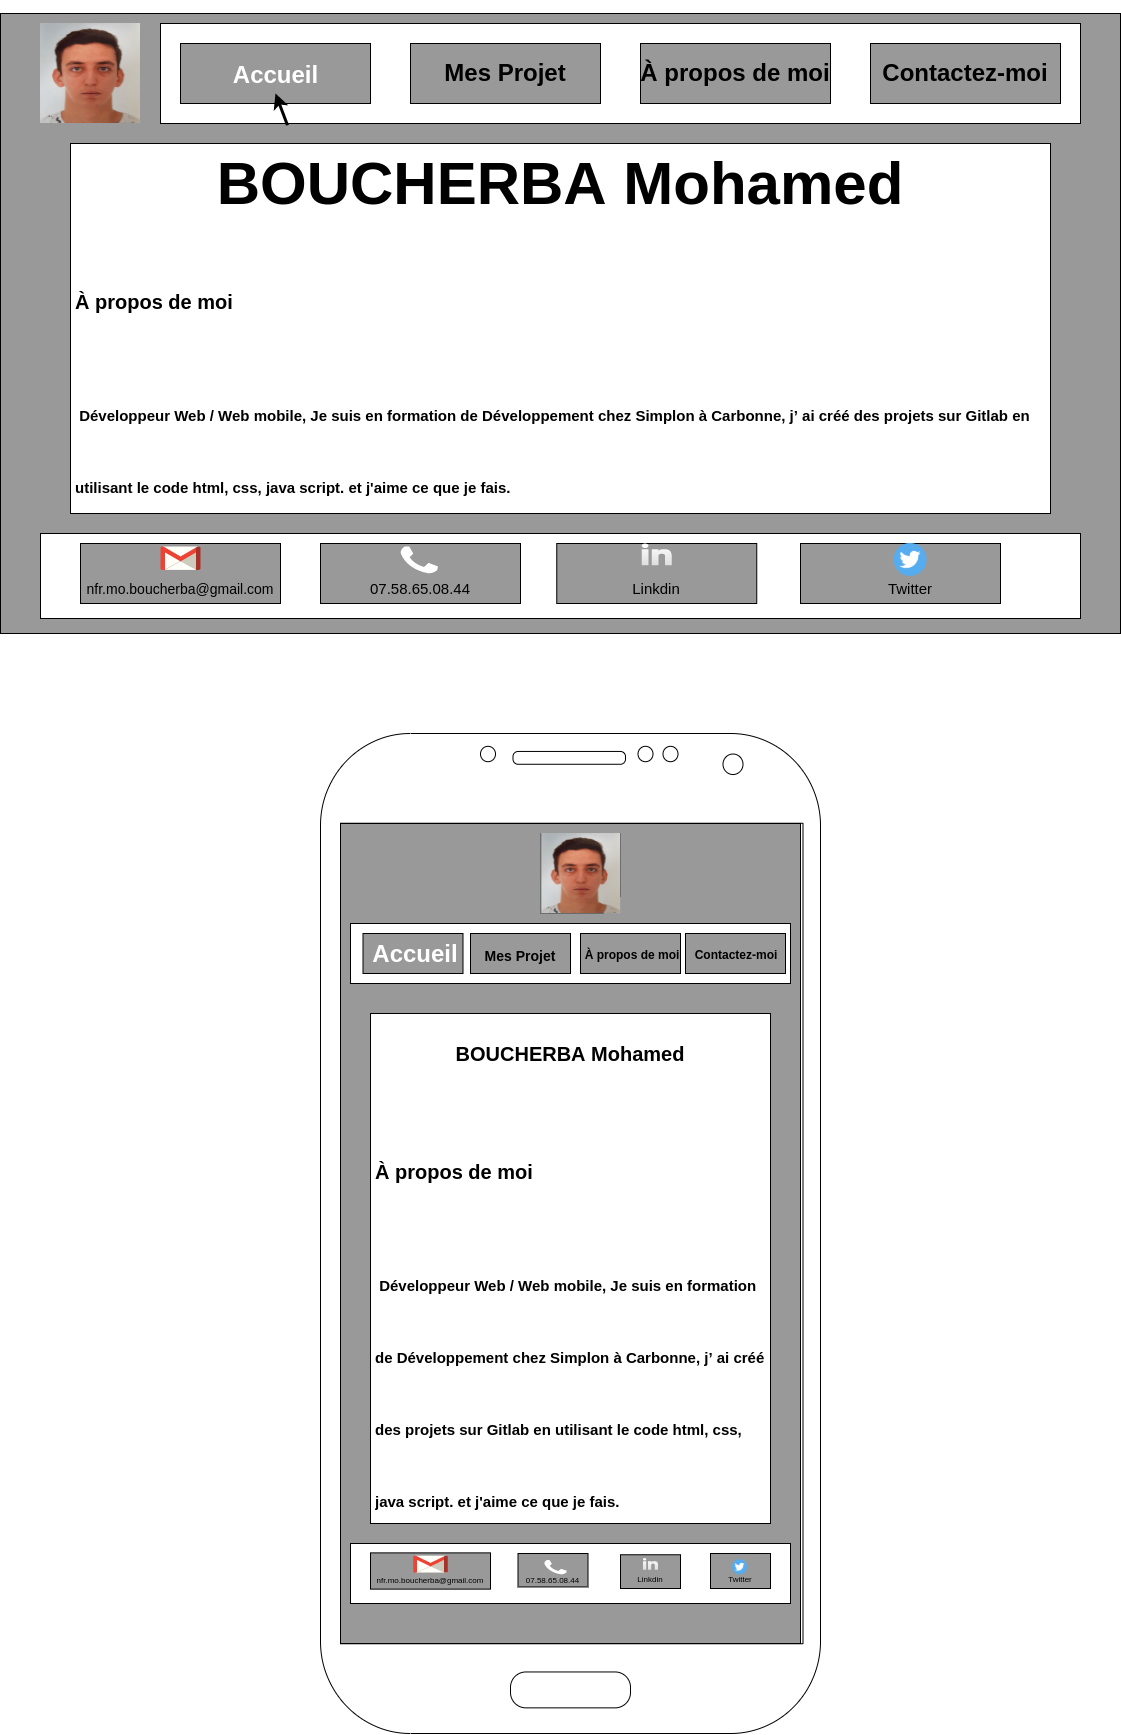 Accueil
Mes Projet
À propos de moi
Contactez-moi
BOUCHERBA Mohamed
À propos de moi
Développeur Web / Web mobile, Je suis en formation de Développement chez Simplon à Carbonne, j’ ai créé des projets sur Gitlab en
utilisant le code html, css, java script. et j'aime ce que je fais.
nfr.mo.boucherba@gmail.com
07.58.65.08.44
Linkdin
Twitter
Accueil
Mes Projet
À propos de moi
Contactez-moi
BOUCHERBA Mohamed
À propos de moi
Développeur Web / Web mobile, Je suis en formation
de Développement chez Simplon à Carbonne, j’ ai créé
des projets sur Gitlab en utilisant le code html, css,
java script. et j'aime ce que je fais.
nfr.mo.boucherba@gmail.com
07.58.65.08.44
Linkdin
Twitter